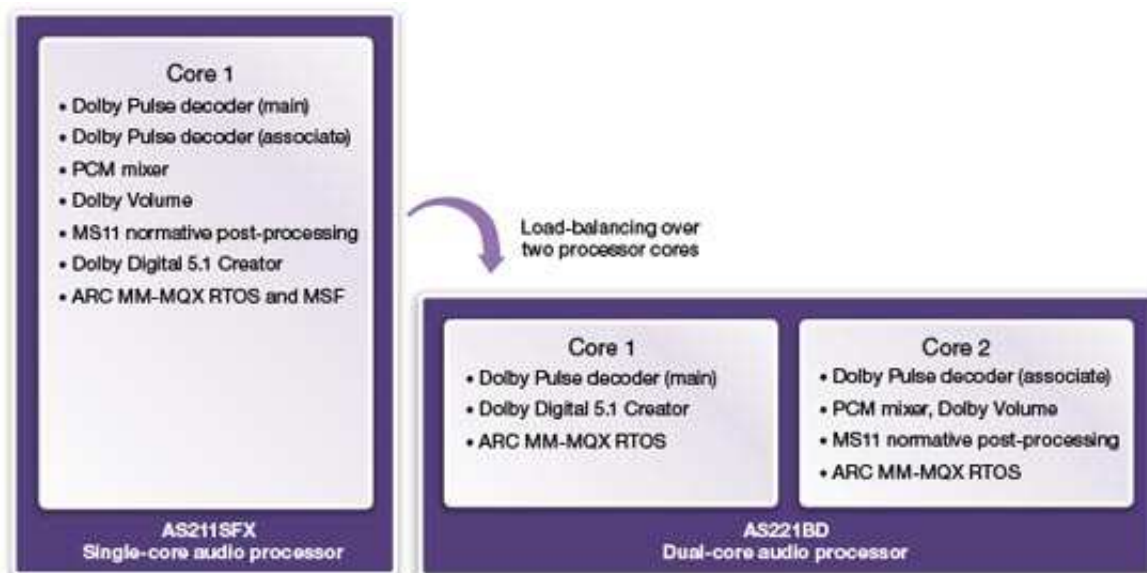 Core 1
• Dolby Pulse decoder (main)
• Dolby Pulse decoder (associate)
• PCM mixer
• Dolby Volume
• MS11 normative post-processing
• Dolby Digital 5.1 Creator
• ARC MM-MQX RTOS and MSF
AS211SFX
Single-core audio processor
Load-balancing over
two processor cores
Core 1
• Dolby Pulse decoder (main)
• Dolby Digital 5.1 Creator
• ARC MM-MQX RTOS
Core 2
• Dolby Pulse decoder (associate)
• PCM mixer, Dolby Volume
• MS11 normative post-processing
• ARC MM-MQX RTOS
AS221BD
Dual-core audio processor